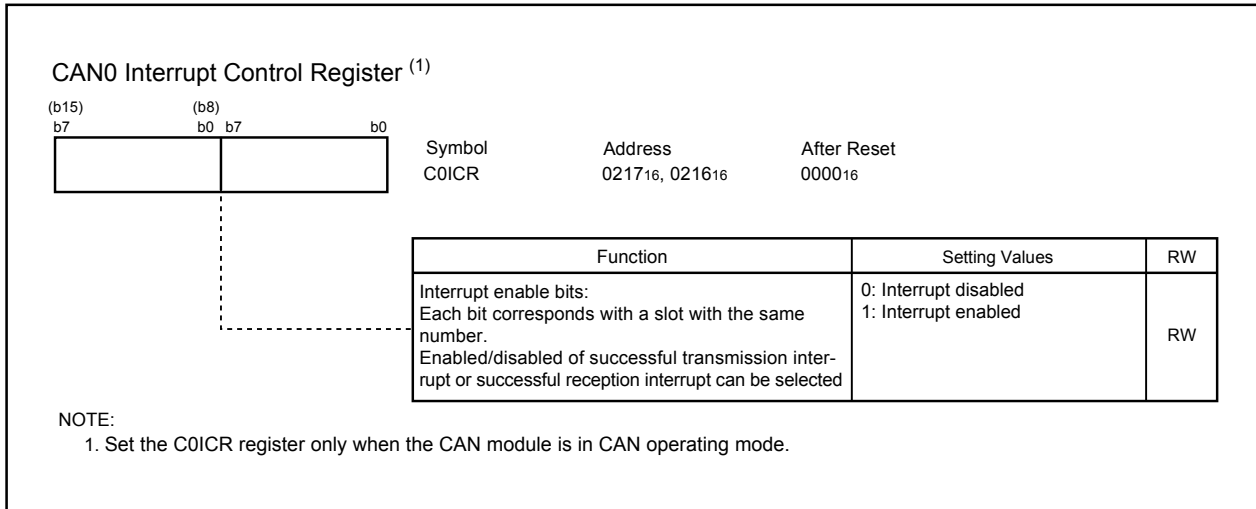 CAN0 Interrupt Control Register (1)
(b15) (b8)
b7 b0 b7 b0
Symbol Address After Reset
C0ICR 021716, 021616 000016
Function Setting Values RW
Interrupt enable bits: 0: Interrupt disabled
Each bit corresponds with a slot with the same 1: Interrupt enabled
number.
RW
Enabled/disabled of successful transmission inter-
rupt or successful reception interrupt can be selected
NOTE:
1. Set the C0ICR register only when the CAN module is in CAN operating mode.